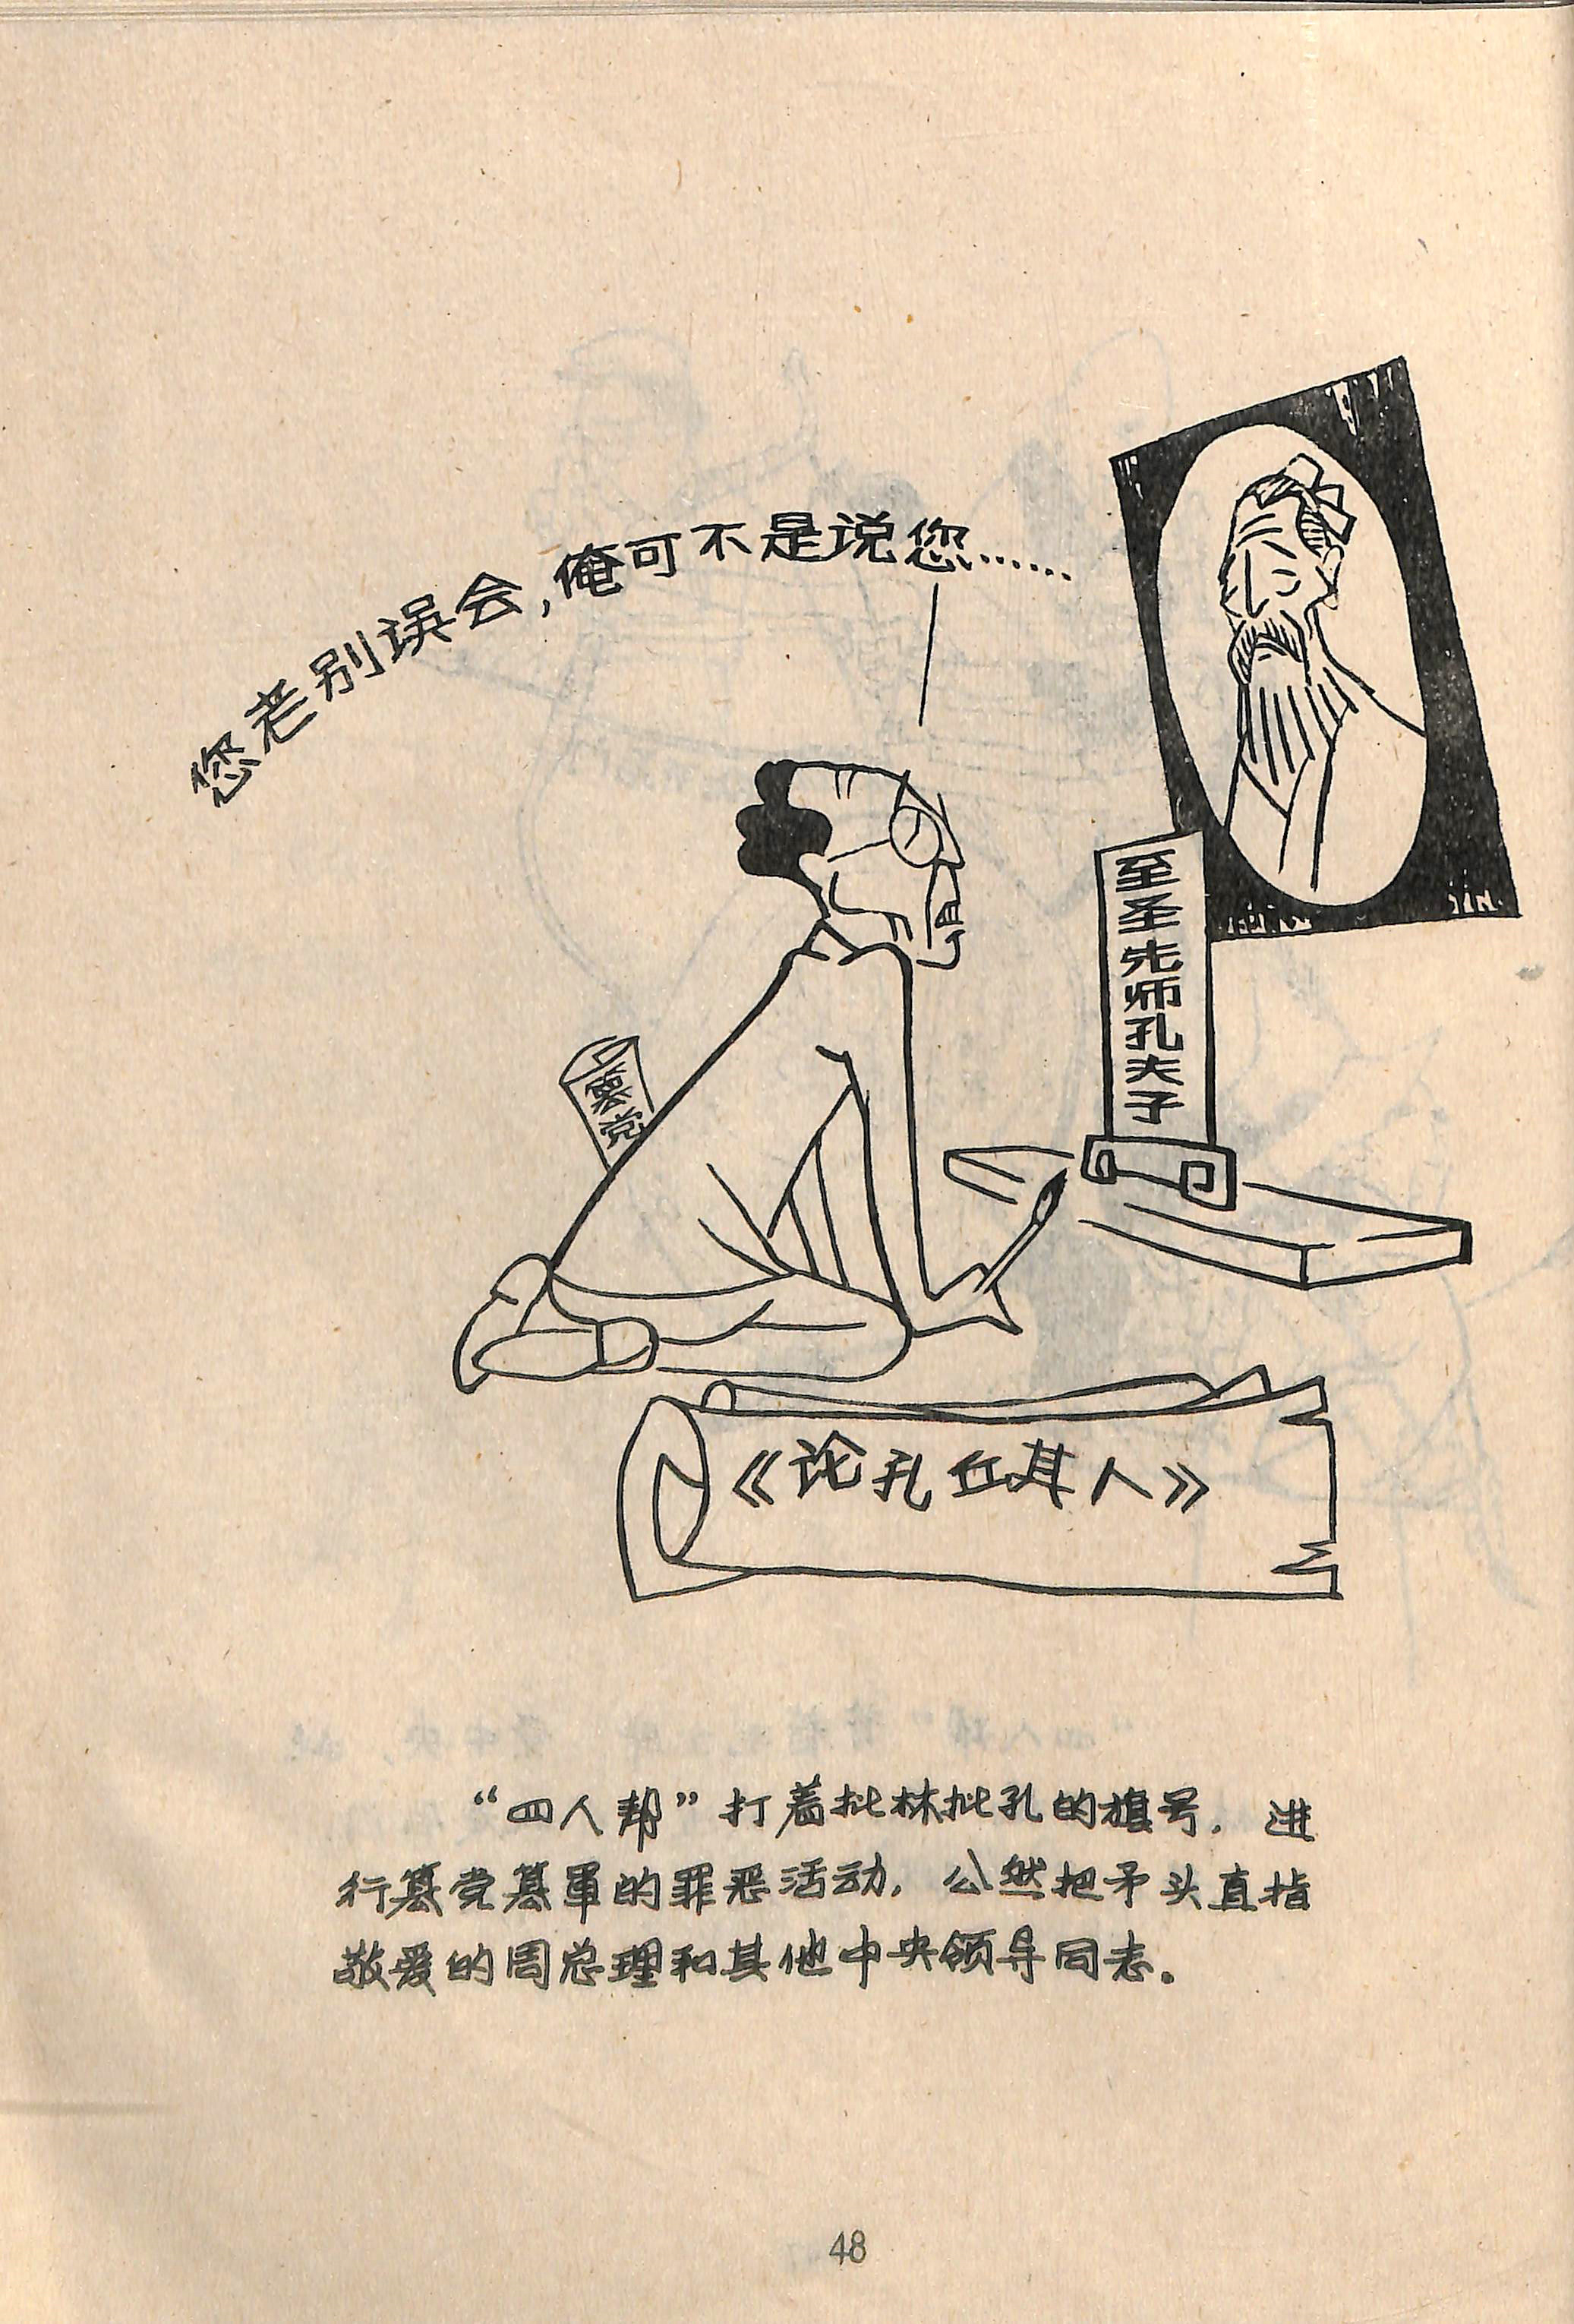 您老别误会，俺可不是说您……
至圣先师孔夫子
篡党
《论孔丘其人》
“四人帮”打着批林批孔的旗号，进
行篡党篡軍的罪恶活动，公然把矛头直指
敬爱的周总理和其他中央领导同志。
48